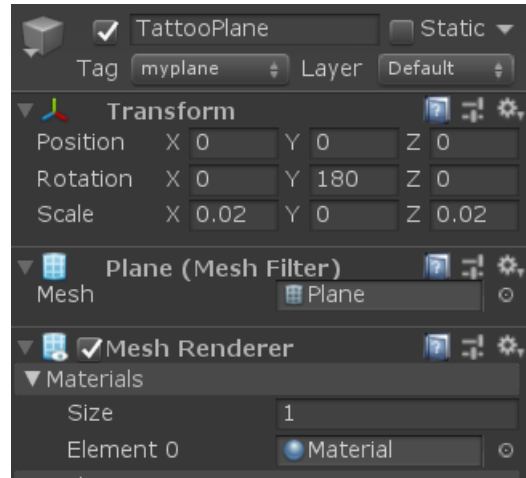 TattooPlane Static
Tag myplane Layer Default
Transform
Position X 0 Y 0 Z 0
Rotation X 0 Y 180 Z 0
Scale X 0.02 Y 0 Z 0.02
Plane (Mesh Filter)
Mesh Plane
Mesh Renderer
Materials
Size 1
Element 0 Material